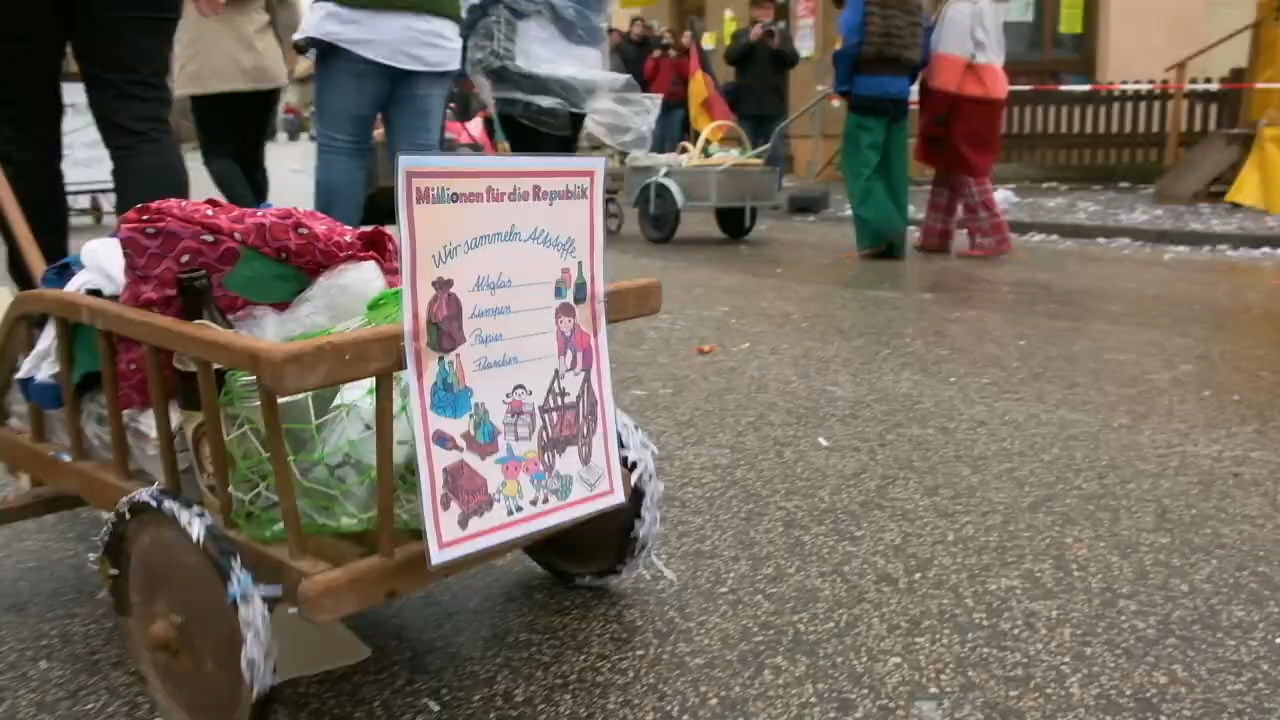 Millionen für die Republik
Wir sammeln Altstoffe
Altglas
Lumpen
Papier
Flaschen